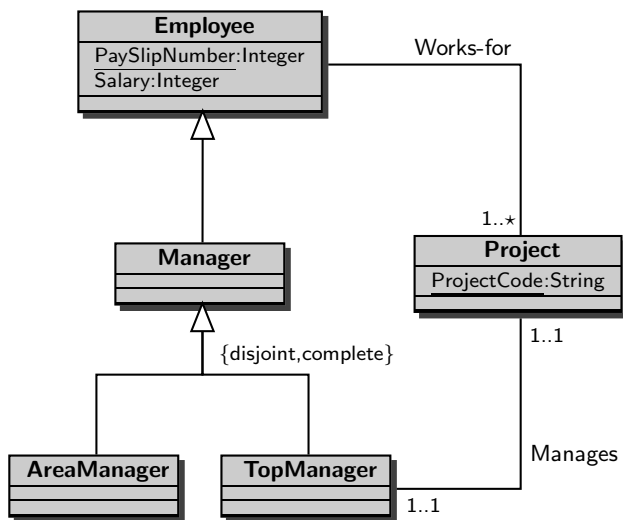 Employee
PaySlipNumber:Integer
Salary:Integer
Works-for
1..⋆
Manager
Project
ProjectCode:String
1..1
{disjoint,complete}
AreaManager
TopManager
Manages
1..1